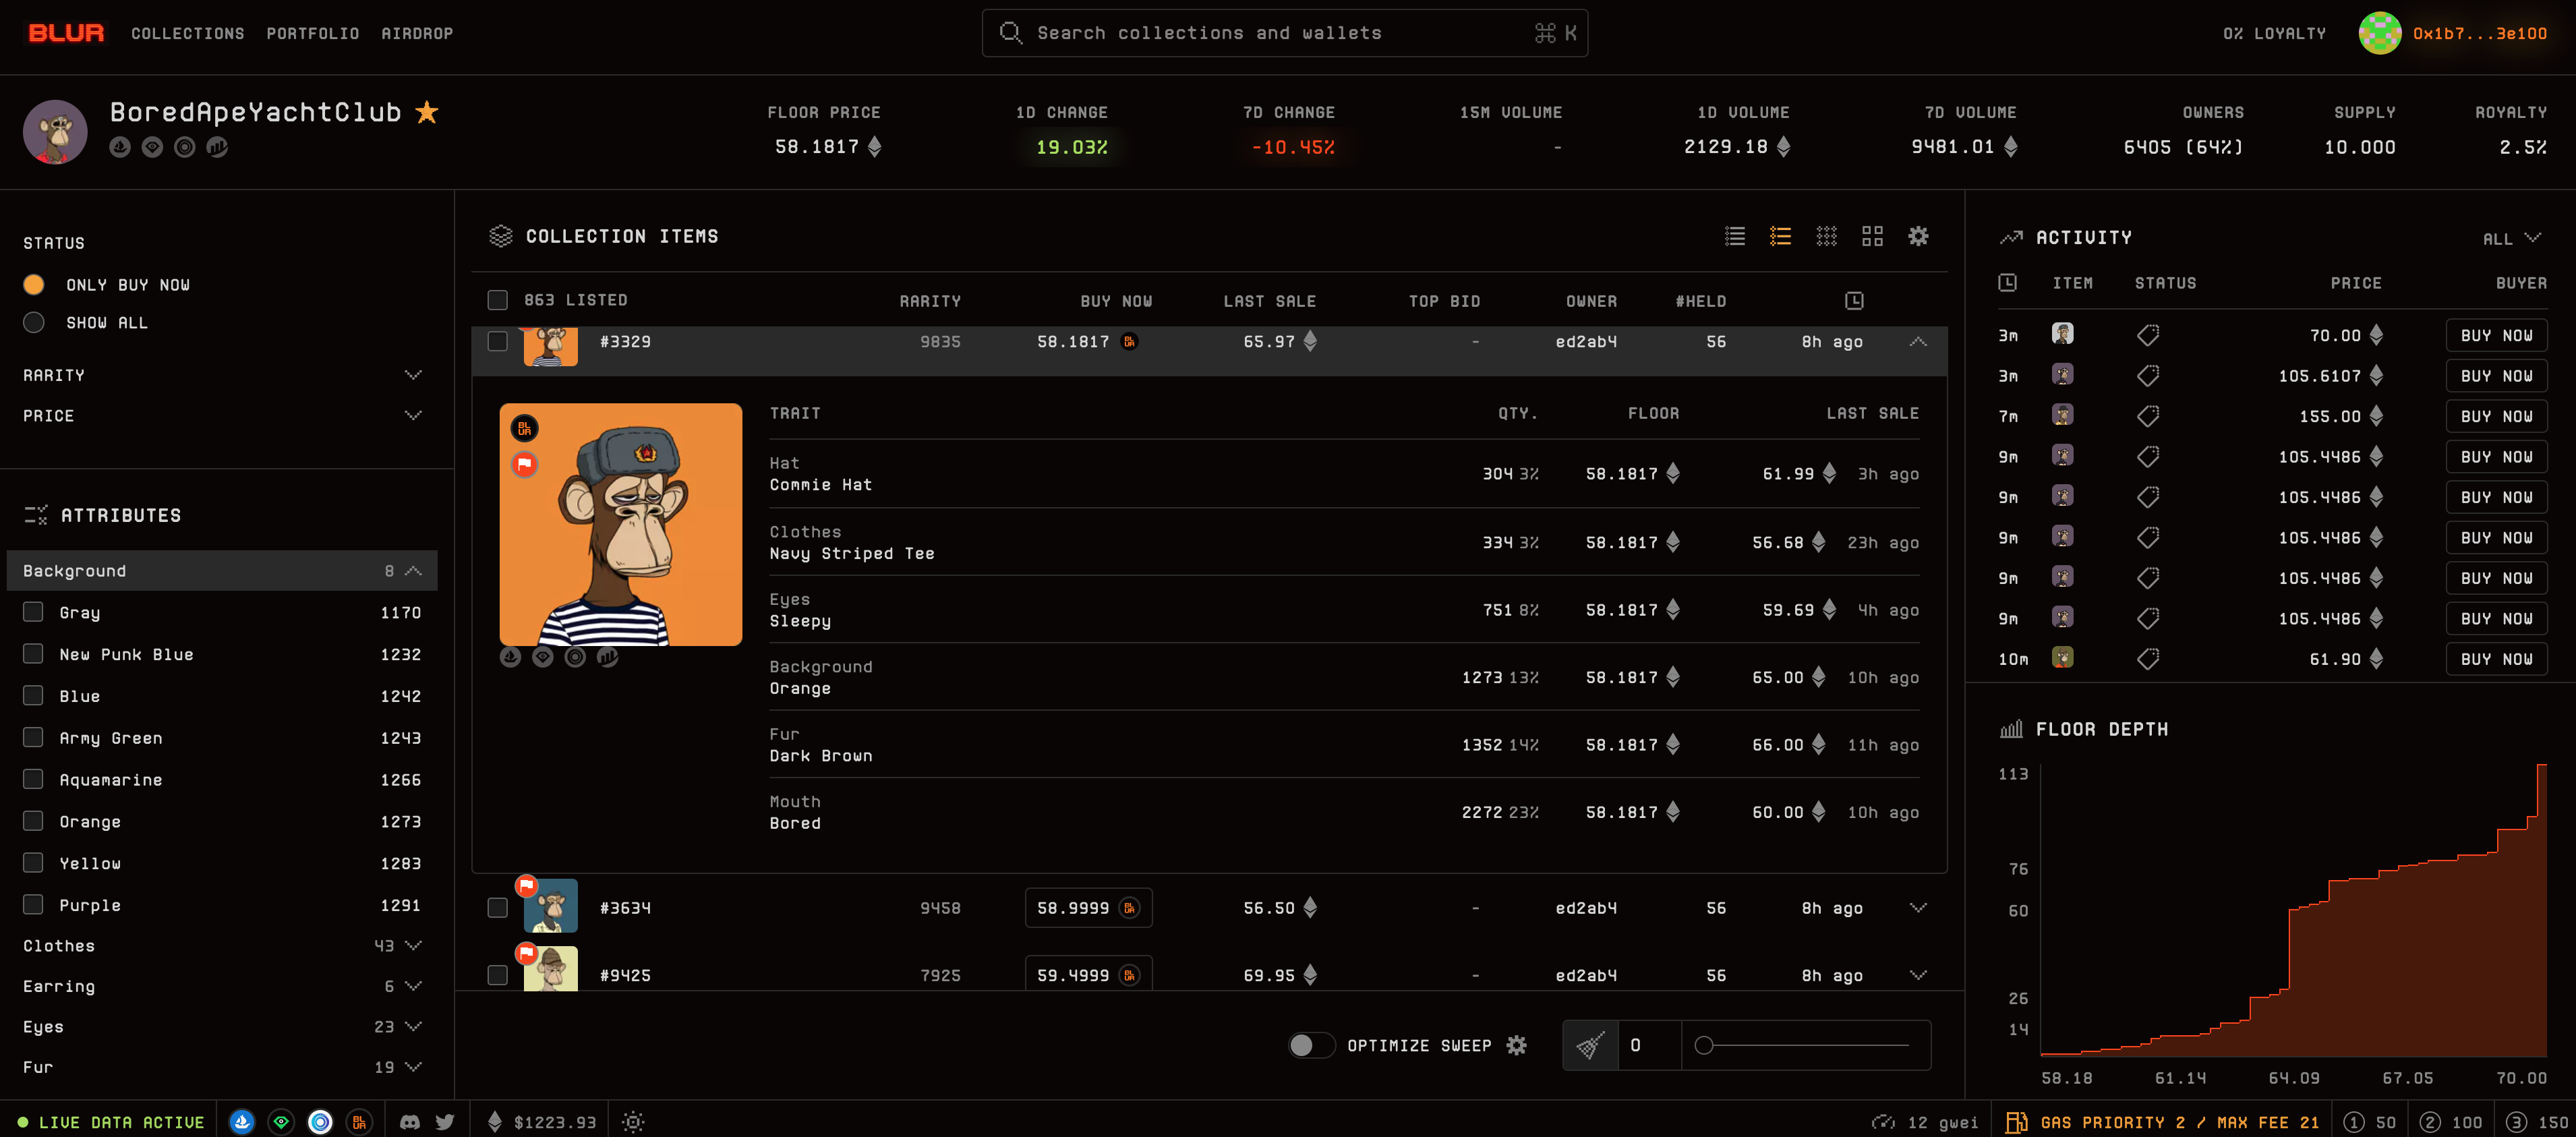 BLUR COLLECTIONS PORTFOLIO AIRDROP Search collections and wallets ⌘ K 0% LOYALTY 0x1b7...3e100
BoredApeYachtClub
FLOOR PRICE 1D CHANGE 7D CHANGE 15M VOLUME 1D VOLUME 7D VOLUME OWNERS SUPPLY ROYALTY
58.1817 19.03% -10.45% - 2129.18 9481.01 6405 (64%) 10.000 2.5%
STATUS
ONLY BUY NOW
SHOW ALL
RARITY
PRICE
ATTRIBUTES
Background 8
Gray 1170
New Punk Blue 1232
Blue 1242
Army Green 1243
Aquamarine 1266
Orange 1273
Yellow 1283
Purple 1291
Clothes 43
Earring 6
Eyes 23
Fur 19
COLLECTION ITEMS
863 LISTED RARITY BUY NOW LAST SALE TOP BID OWNER #HELD
#3329 9835 58.1817 BLUR 65.97 - ed2ab4 56 8h ago
BLUR
TRAIT QTY. FLOOR LAST SALE
Hat
Commie Hat 304 3% 58.1817 61.99 3h ago
Clothes
Navy Striped Tee 334 3% 58.1817 56.68 23h ago
Eyes
Sleepy 751 8% 58.1817 59.69 4h ago
Background
Orange 1273 13% 58.1817 65.00 10h ago
Fur
Dark Brown 1352 14% 58.1817 66.00 11h ago
Mouth
Bored 2272 23% 58.1817 60.00 10h ago
#3634 9458 58.9999 BLUR 56.50 - ed2ab4 56 8h ago
#9425 7925 59.4999 BLUR 69.95 - ed2ab4 56 8h ago
OPTIMIZE SWEEP 0
ACTIVITY ALL
ITEM STATUS PRICE BUYER
3m 70.00 BUY NOW
3m 105.6107 BUY NOW
7m 155.00 BUY NOW
9m 105.4486 BUY NOW
9m 105.4486 BUY NOW
9m 105.4486 BUY NOW
9m 105.4486 BUY NOW
9m 105.4486 BUY NOW
10m 61.90 BUY NOW
FLOOR DEPTH
113
76
60
26
14
58.18 61.14 64.09 67.05 70.00
LIVE DATA ACTIVE BLUR $1223.93 12 gwei GAS PRIORITY 2 / MAX FEE 21 1 50 2 100 3 150